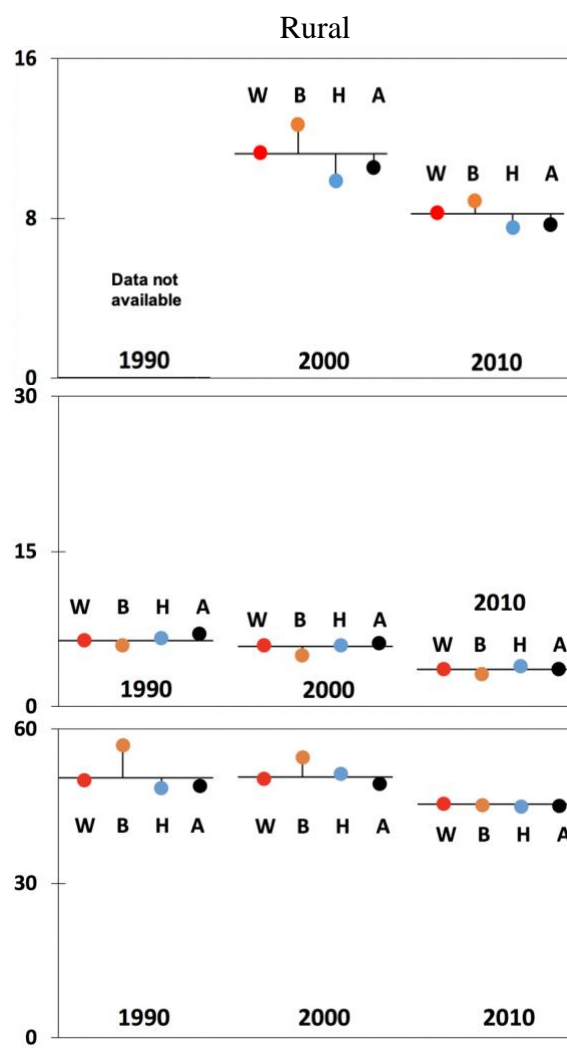 Rural
16
W B H A
W B H A
8
Data not
available
1990 2000 2010
0
30
15
2010
W B H A
W B H A
W B H A
1990 2000
0
60
W B H A
W B H A
W B H A
30
1990 2000 2010
0